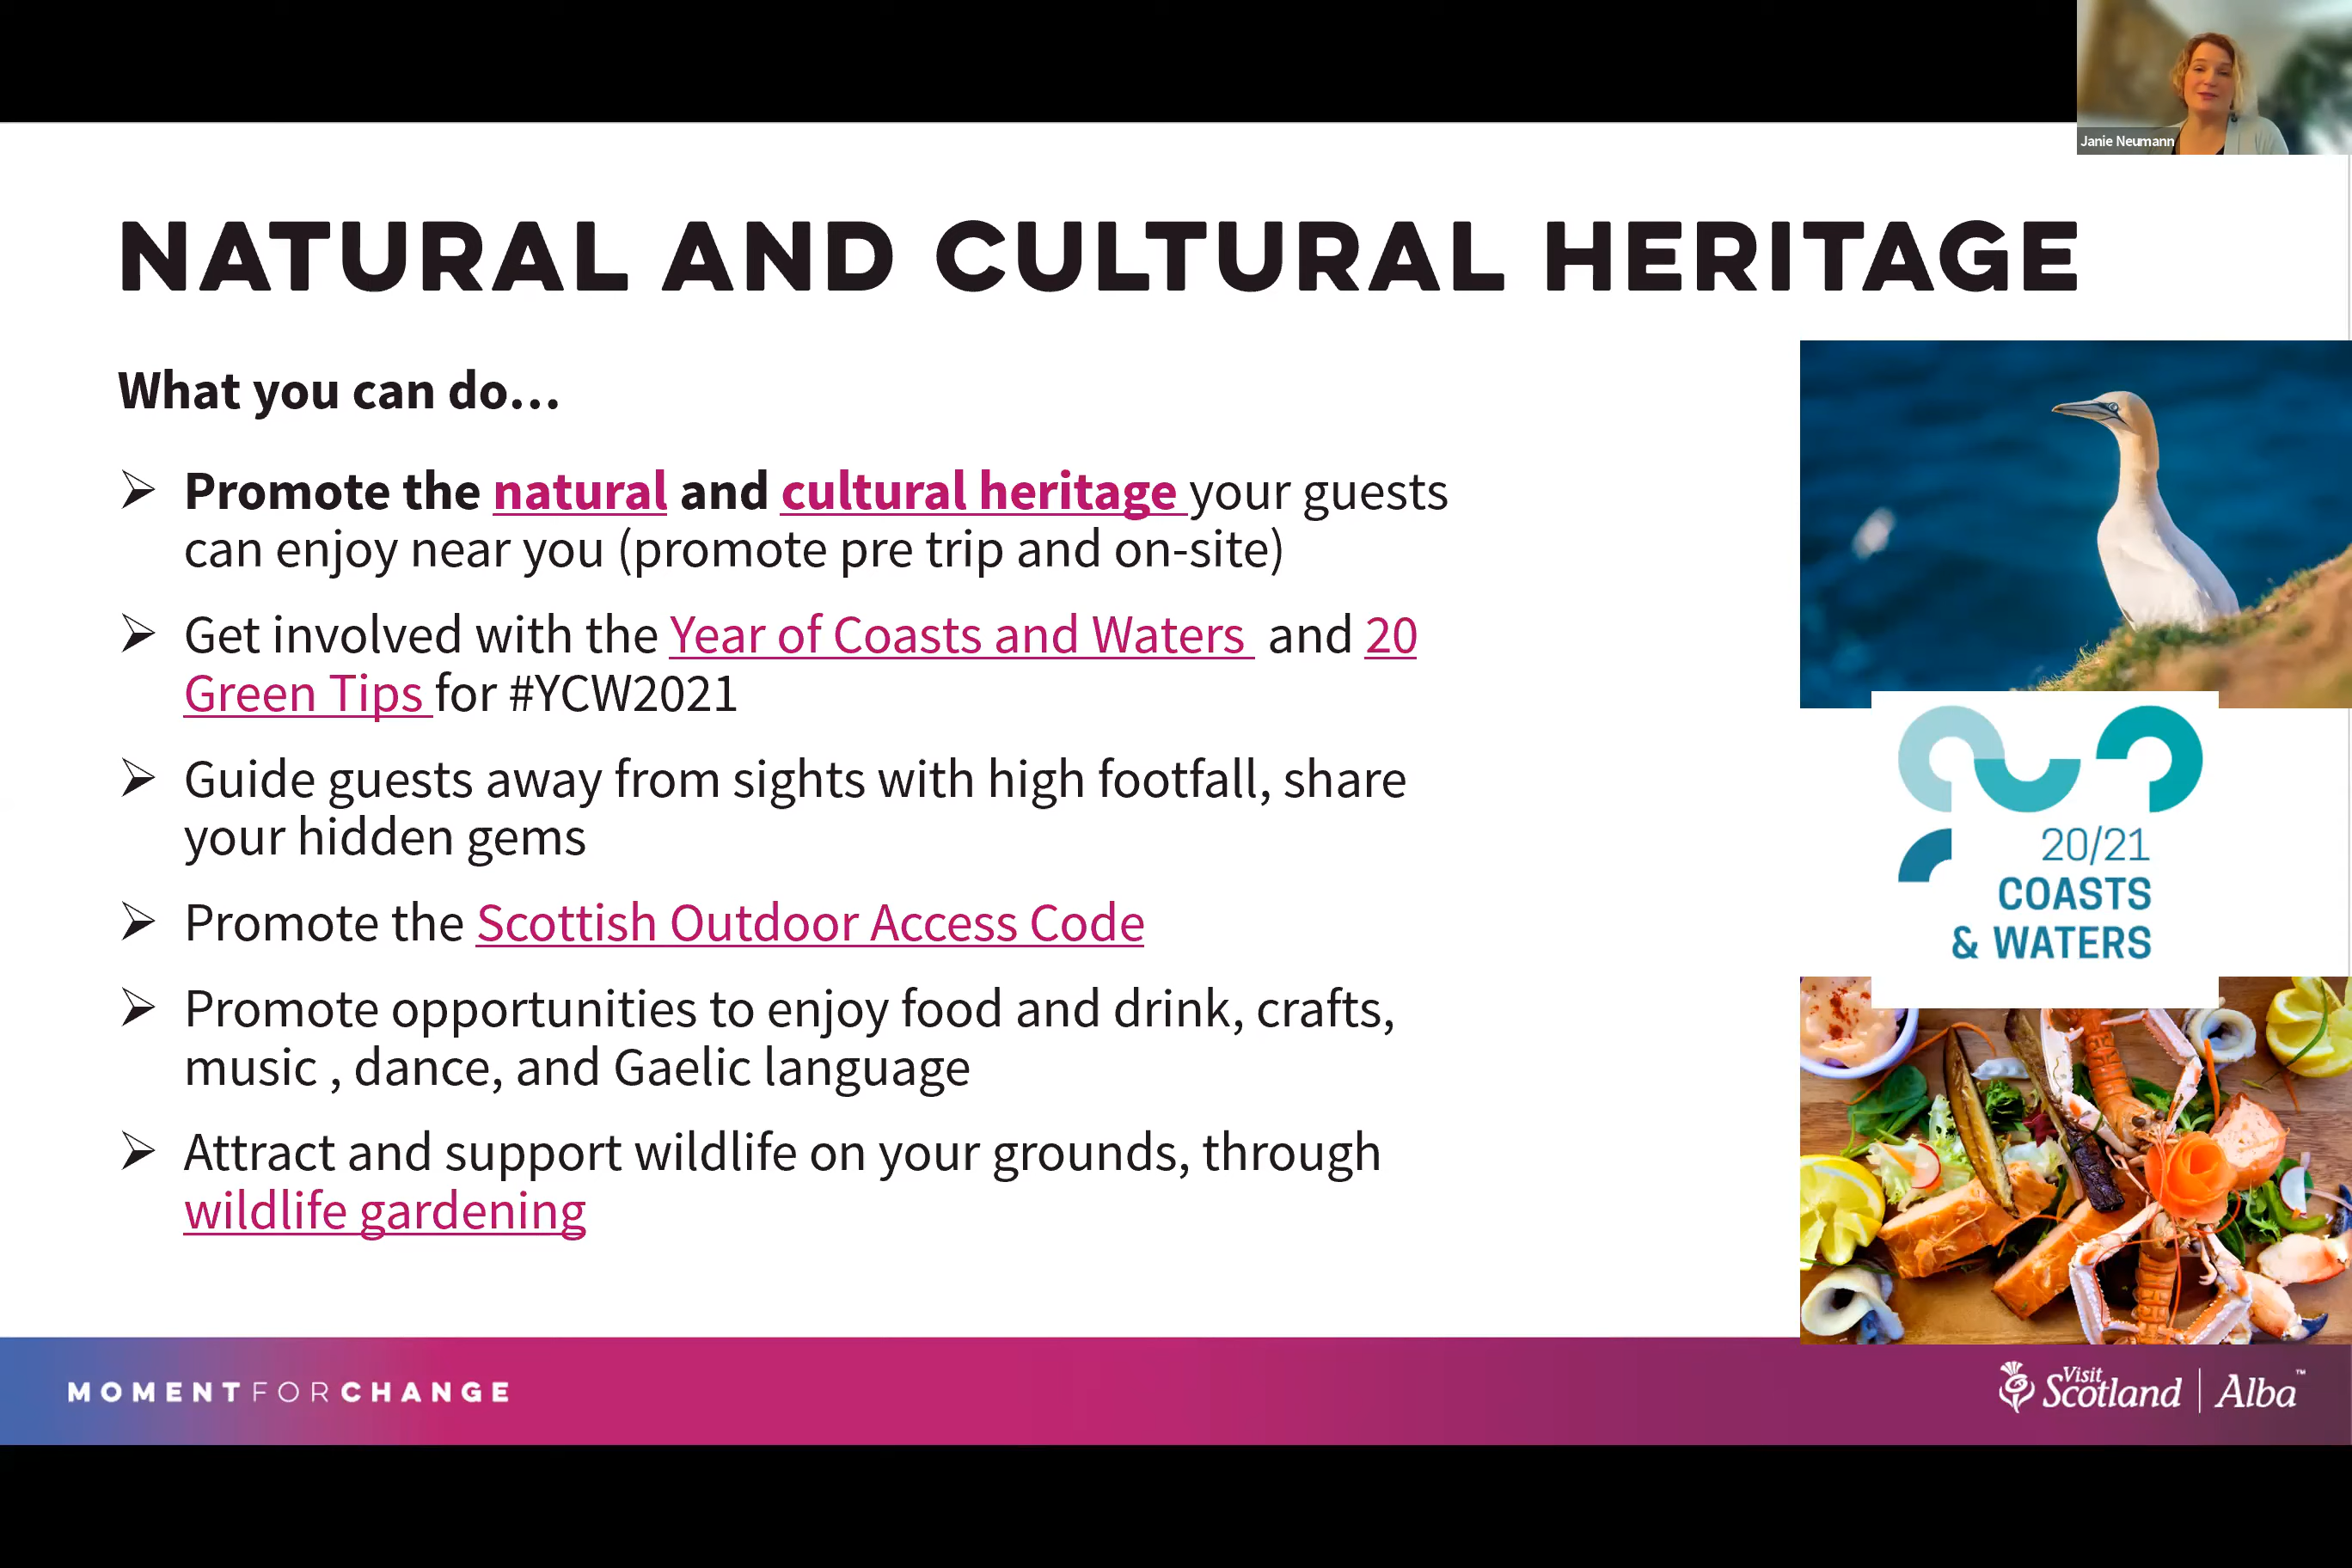 Janie Neumann
NATURAL AND CULTURAL HERITAGE
What you can do...
➢ Promote the natural and cultural heritage your guests
can enjoy near you (promote pre trip and on-site)
➢ Get involved with the Year of Coasts and Waters  and 20
Green Tips for #YCW2021
➢ Guide guests away from sights with high footfall, share
your hidden gems
➢ Promote the Scottish Outdoor Access Code
➢ Promote opportunities to enjoy food and drink, crafts,
music , dance, and Gaelic language
➢ Attract and support wildlife on your grounds, through
wildlife gardening
20/21
COASTS
& WATERS
MOMENTFORCHANGE
Visit
Scotland | Alba™